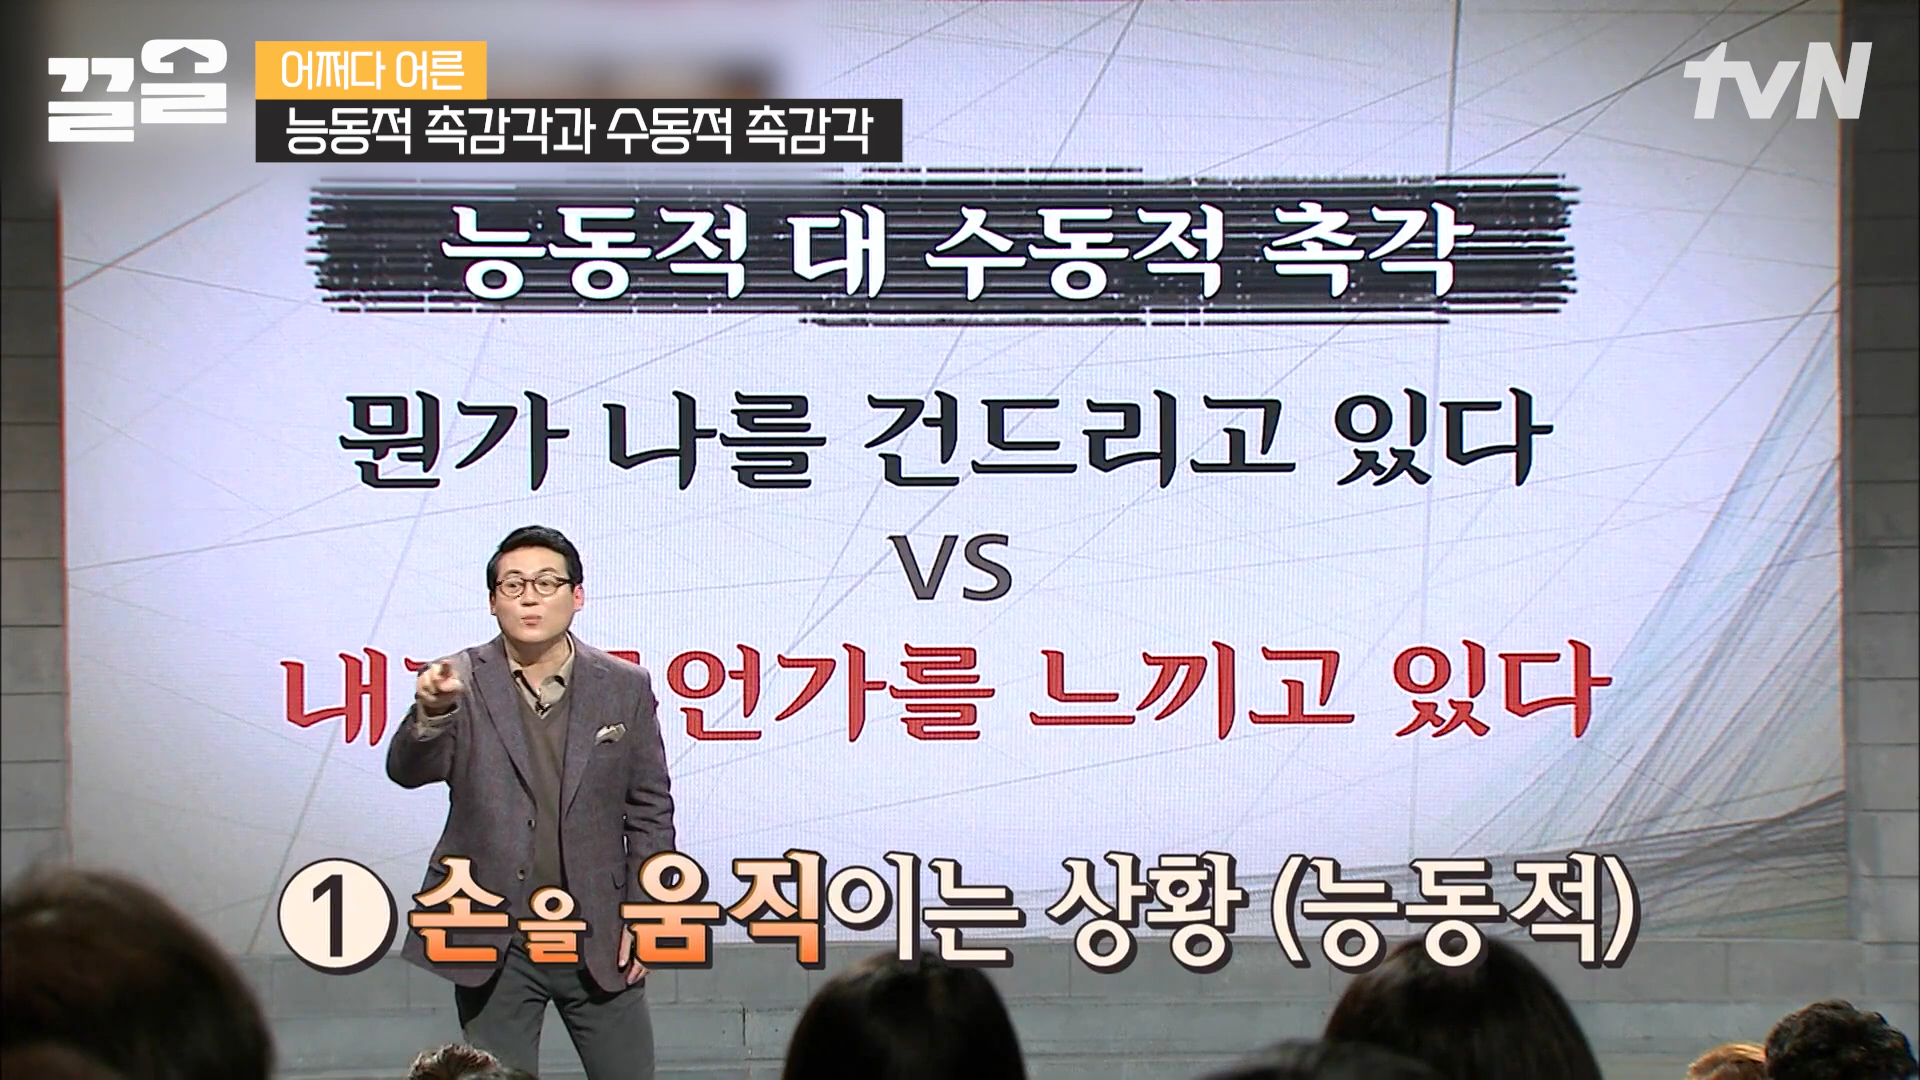 끌올
어쩌다 어른
tvN
능동적 촉감각과 수동적 촉감각
능동적 대 수동적 촉각
뭔가 나를 건드리고 있다
VS
내 언가를 느끼고 있다
1 손을 움직이는 상황 (능동적)